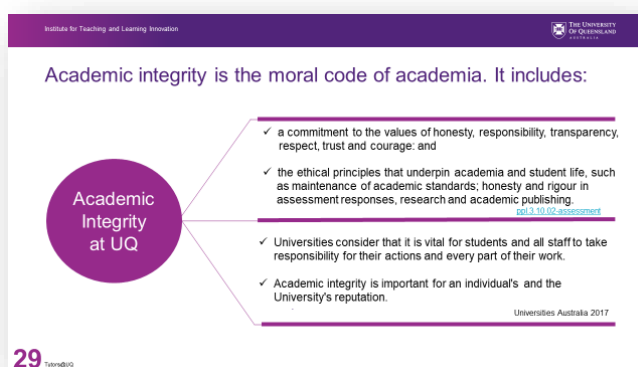 Institute for Teaching and Learning Innovation
THE UNIVERSITY
OF QUEENSLAND
AUSTRALIA
Academic integrity is the moral code of academia. It includes:
Academic
Integrity
at UQ
✓ a commitment to the values of honesty, responsibility, transparency,
respect, trust and courage: and
✓ the ethical principles that underpin academia and student life, such
as maintenance of academic standards; honesty and rigour in
assessment responses, research and academic publishing.
ppl.3.10.02-assessment
✓ Universities consider that it is vital for students and all staff to take
responsibility for their actions and every part of their work.
✓ Academic integrity is important for an individual's and the
University's reputation.
Universities Australia 2017
29 Tutors@UQ